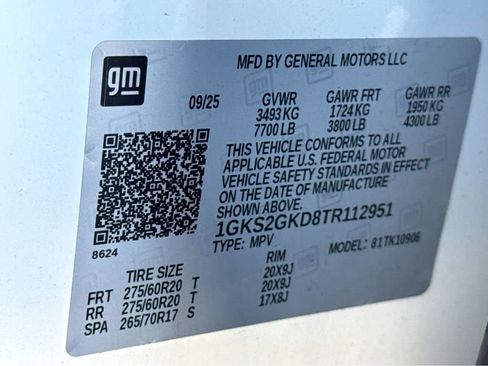 gm
MFD BY GENERAL MOTORS LLC
09/25 GVWR GAWR FRT GAWR RR
3493 KG 1724 KG 1950 KG
7700 LB 3800 LB 4300 LB
THIS VEHICLE CONFORMS TO ALL
APPLICABLE U.S. FEDERAL MOTOR
VEHICLE SAFETY STANDARDS IN EFFECT
ON THE DATE OF MANUFACTURE
SHOWN ABOVE.
1GKS2GKD8TR112951
8624 TYPE: MPV MODEL: 81TK10906
TIRE SIZE RIM
FRT 275/60R20 T 20X9J
RR 275/60R20 T 20X9J
SPA 265/70R17 S 17X8J